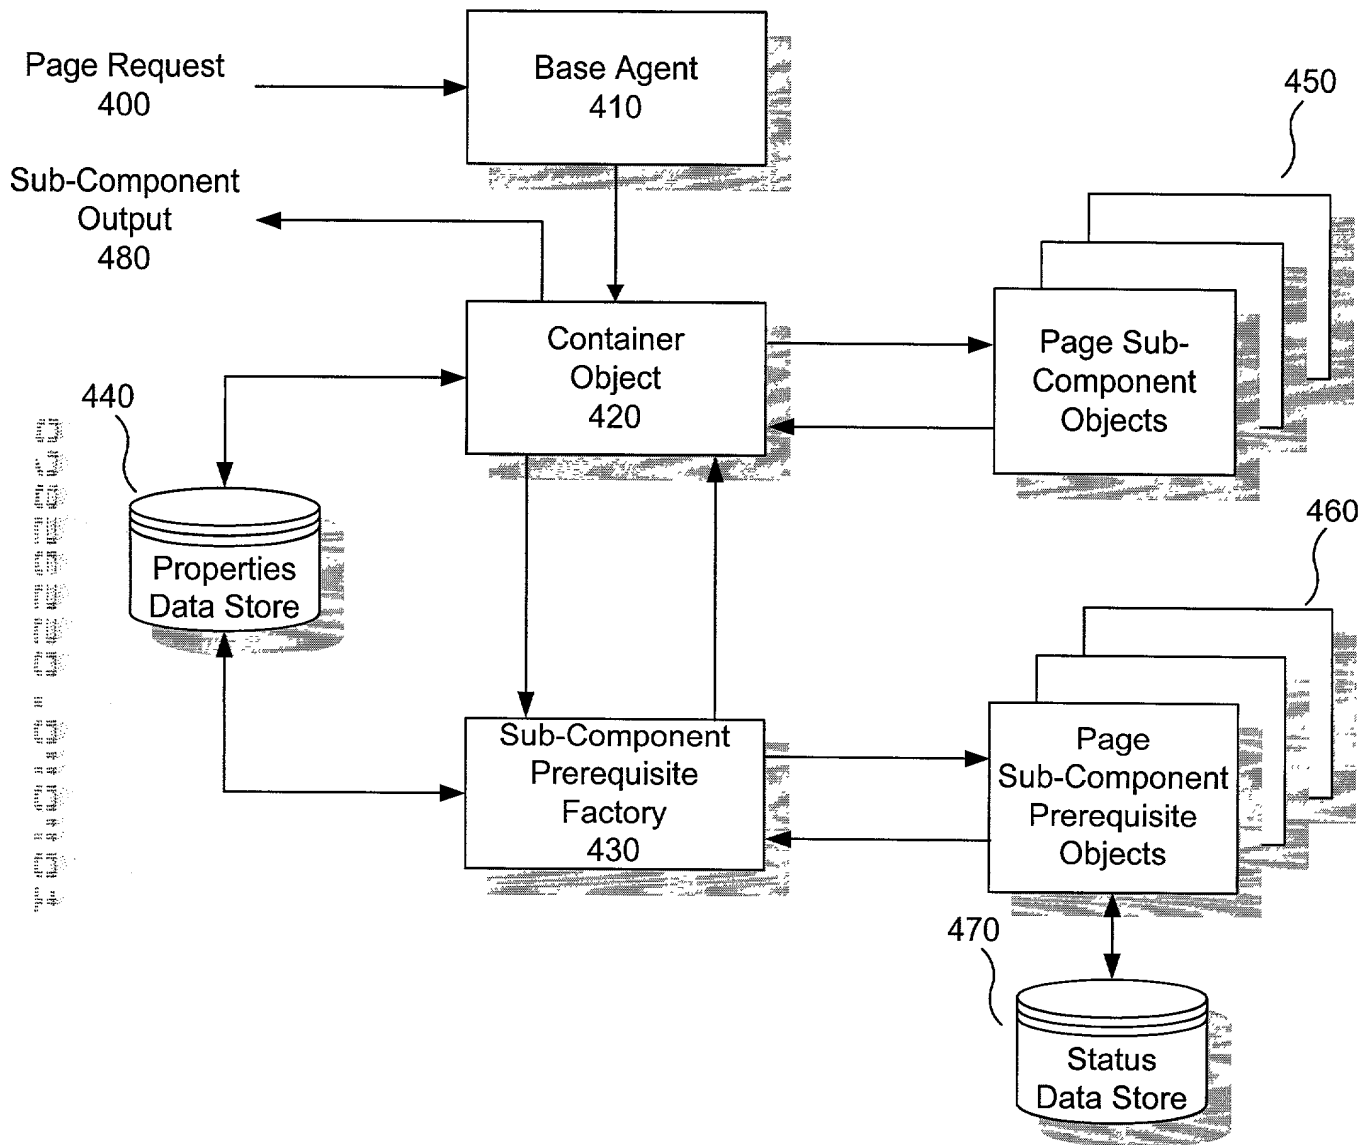 Page Request
400
Base Agent
410
450
Sub-Component
Output
480
Container
Object
420
Page Sub-
Component
Objects
440
Properties
Data Store
460
Sub-Component
Prerequisite
Factory
430
Page
Sub-Component
Prerequisite
Objects
470
Status
Data Store